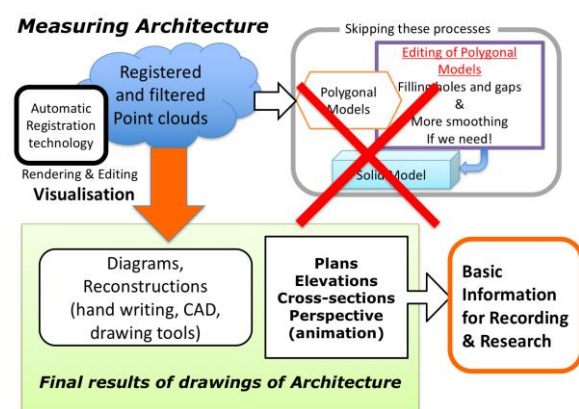 Measuring Architecture
Skipping these processes
Registered
and filtered
Point clouds
Automatic
Registration
technology
Polygonal
Models
Editing of Polygonal
Models
Filling holes and gaps
&
More smoothing
If we need!
Solid Model
Rendering & Editing
Visualisation
Diagrams,
Reconstructions
(hand writing, CAD,
drawing tools)
Plans
Elevations
Cross-sections
Perspective
(animation)
Basic
Information
for Recording
& Research
Final results of drawings of Architecture